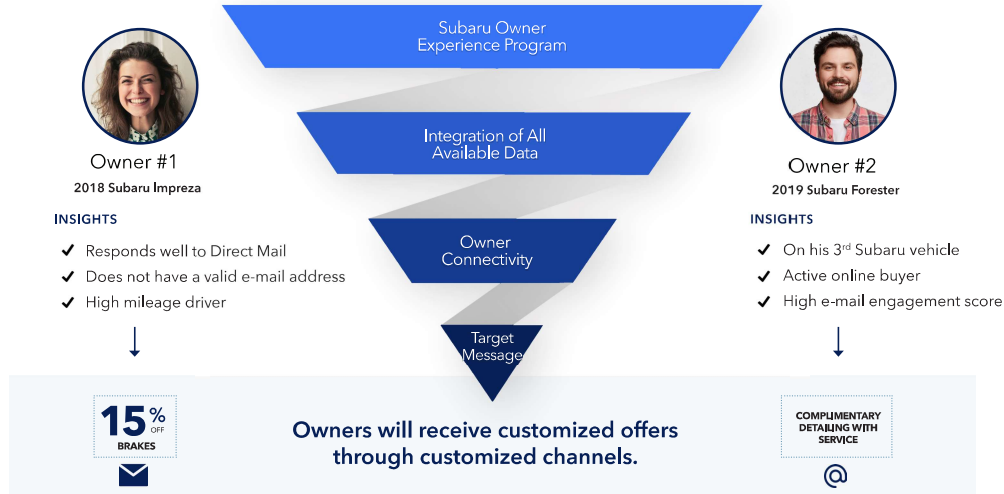 Subaru Owner
Experience Program
Integration of All
Available Data
Owner
Connectivity
Target
Message
Owner #1
2018 Subaru Impreza
INSIGHTS
✓ Responds well to Direct Mail
✓ Does not have a valid e-mail address
✓ High mileage driver
15%
OFF
BRAKES
Owner #2
2019 Subaru Forester
INSIGHTS
✓ On his 3rd Subaru vehicle
✓ Active online buyer
✓ High e-mail engagement score
COMPLIMENTARY
DETAILING WITH
SERVICE
@
Owners will receive customized offers
through customized channels.